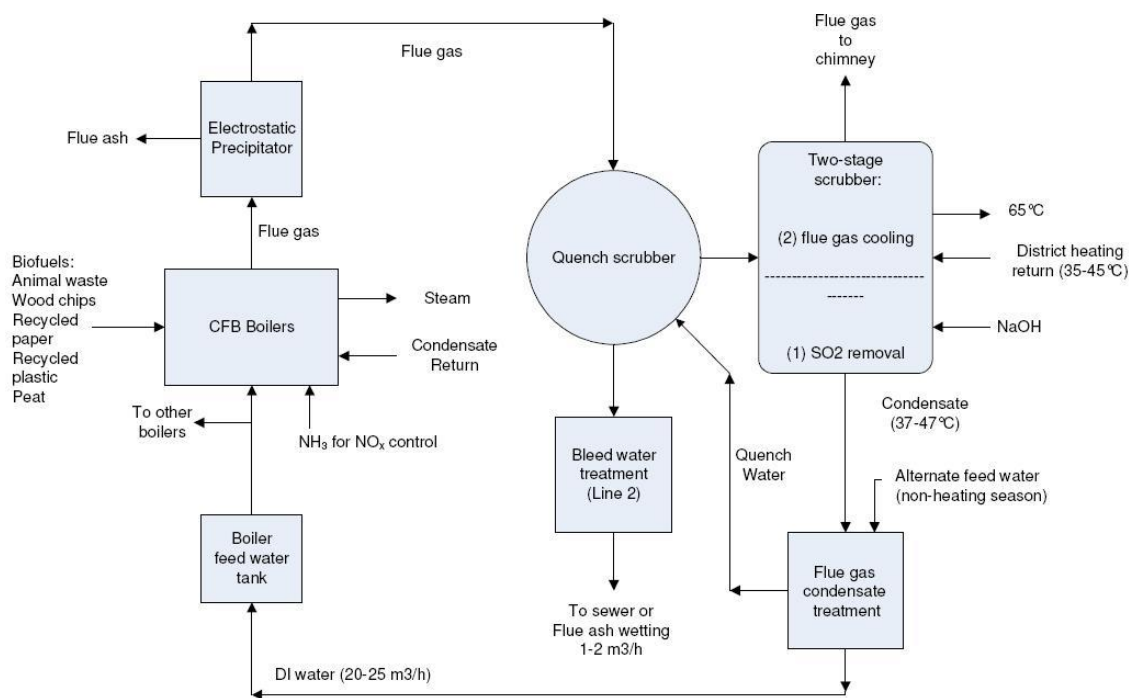 Flue gas
to
chimney
Flue gas
Flue ash
Electrostatic
Precipitator
Two-stage
scrubber:
65°C
(2) flue gas cooling
District heating
return (35-45°C)
Flue gas
Quench scrubber
Biofuels:
Animal waste
Wood chips
Recycled
paper
Recycled
plastic
Peat
CFB Boilers
Steam
Condensate
Return
NaOH
(1) SO2 removal
To other
boilers
NH₃ for NOₓ control
Condensate
(37-47°C)
Bleed water
treatment
(Line 2)
Quench
Water
Alternate feed water
(non-heating season)
Boiler
feed water
tank
Flue gas
condensate
treatment
To sewer or
Flue ash wetting
1-2 m3/h
DI water (20-25 m3/h)